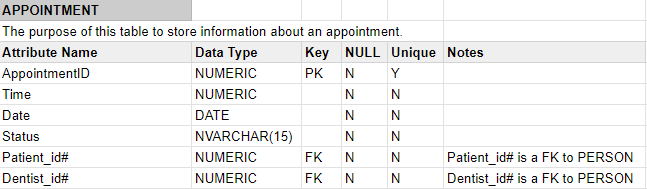 APPOINTMENT
The purpose of this table to store information about an appointment.
Attribute Name Data Type Key NULL Unique Notes
AppointmentID NUMERIC PK N Y
Time NUMERIC N N
Date DATE N N
Status NVARCHAR(15) N N
Patient_id# NUMERIC FK N N Patient_id# is a FK to PERSON
Dentist_id# NUMERIC FK N N Dentist_id# is a FK to PERSON